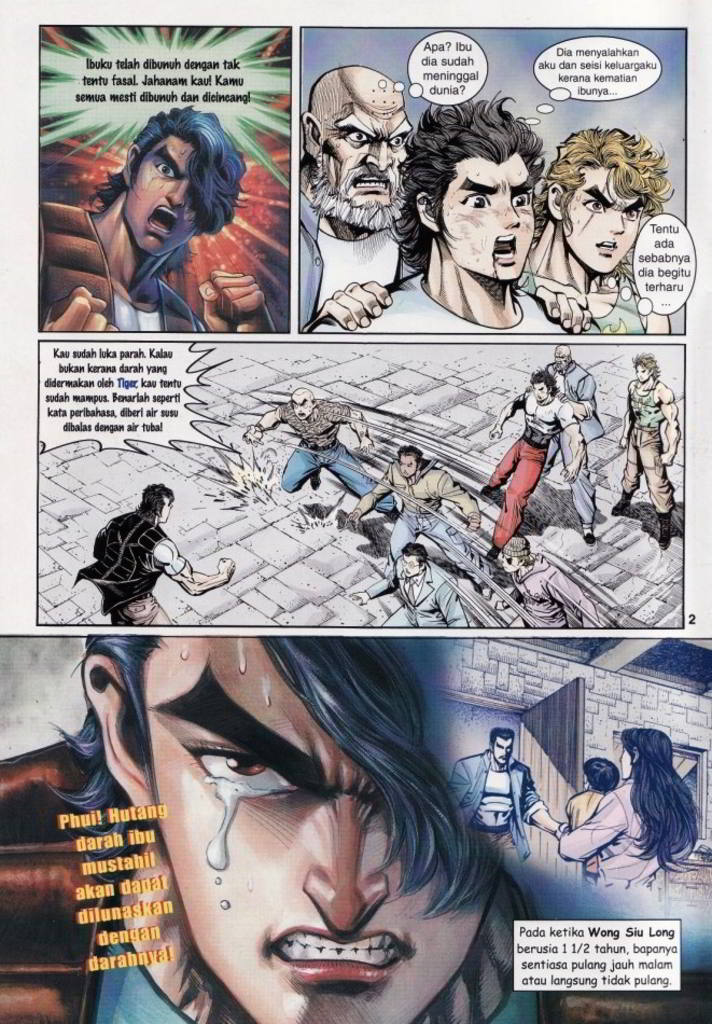 Ibuku telah dibunuh dengan tak
tentu fasal. Jahanam kau! Kamu
semua mesti dibunuh dan dicincang!
Apa? Ibu
dia sudah
meninggal
dunia?
Dia menyalahkan
aku dan seisi keluargaku
kerana kematian
ibunya...
Tentu
ada
sebabnya
dia begitu
terharu
...
Kau sudah luka parah. Kalau
bukan kerana darah yang
didermakan oleh Tiger, kau tentu
sudah mampus. Benarlah seperti
kata peribahasa, diberi air susu
dibalas dengan air tuba!
2
Phui! Hutang
darah ibu
mustahil
akan dapat
dilunaskan
dengan
darahnya!
Pada ketika Wong Siu Long
berusia 1 1/2 tahun, bapanya
sentiasa pulang jauh malam
atau langsung tidak pulang.